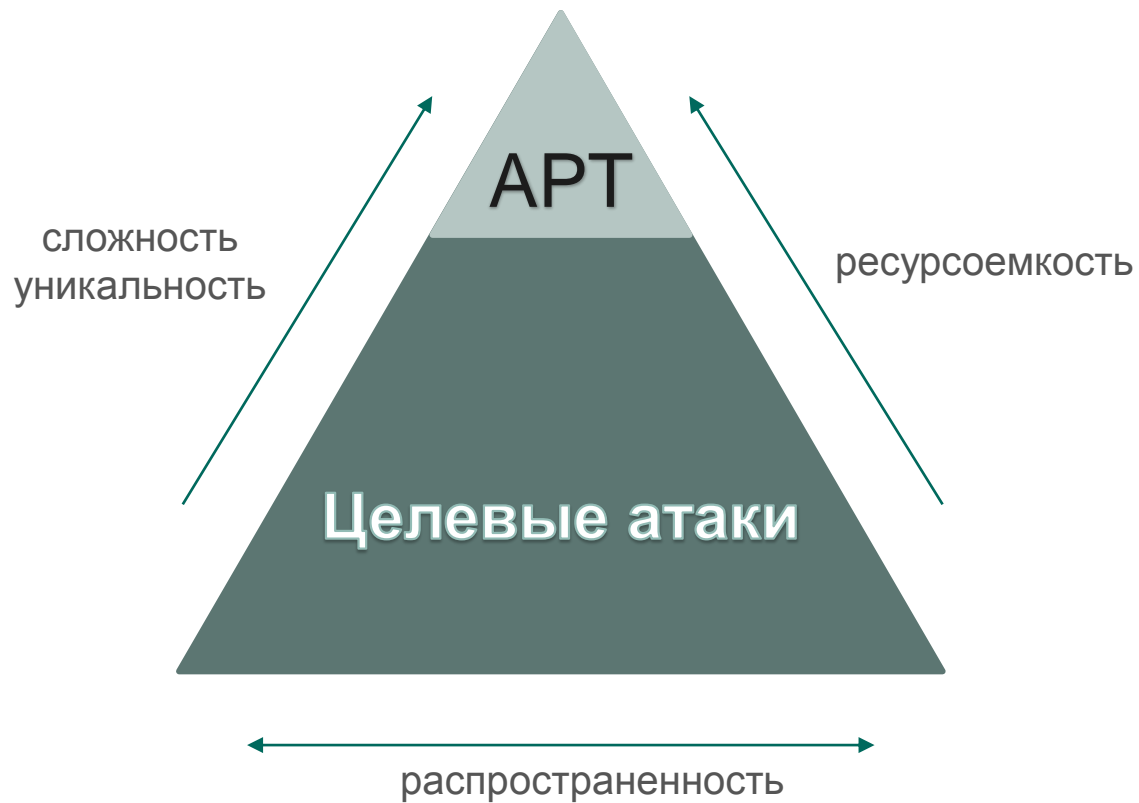 APT
сложность
уникальность
ресурсоемкость
Целевые атаки
распространенность